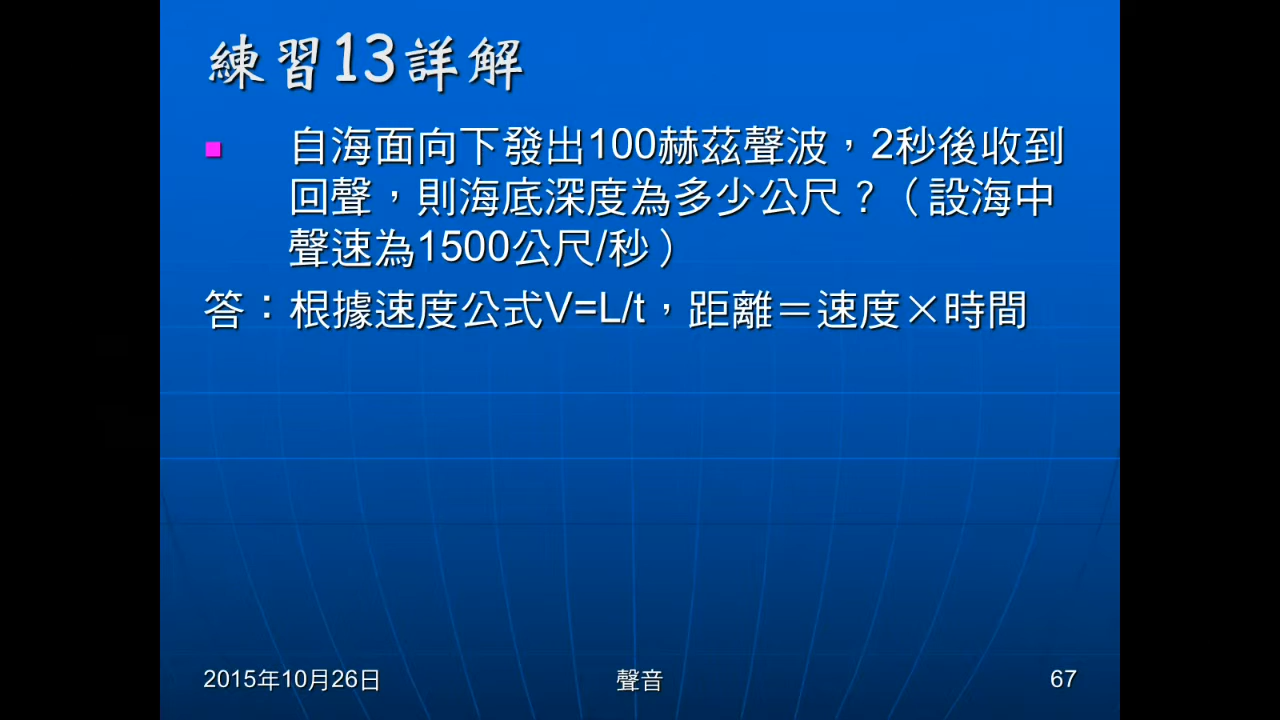 練習13詳解
自海面向下發出100赫茲聲波，2秒後收到
回聲，則海底深度為多少公尺？（設海中
聲速為1500公尺/秒）
答：根據速度公式V=L/t，距離＝速度×時間
2015年10月26日
聲音
67